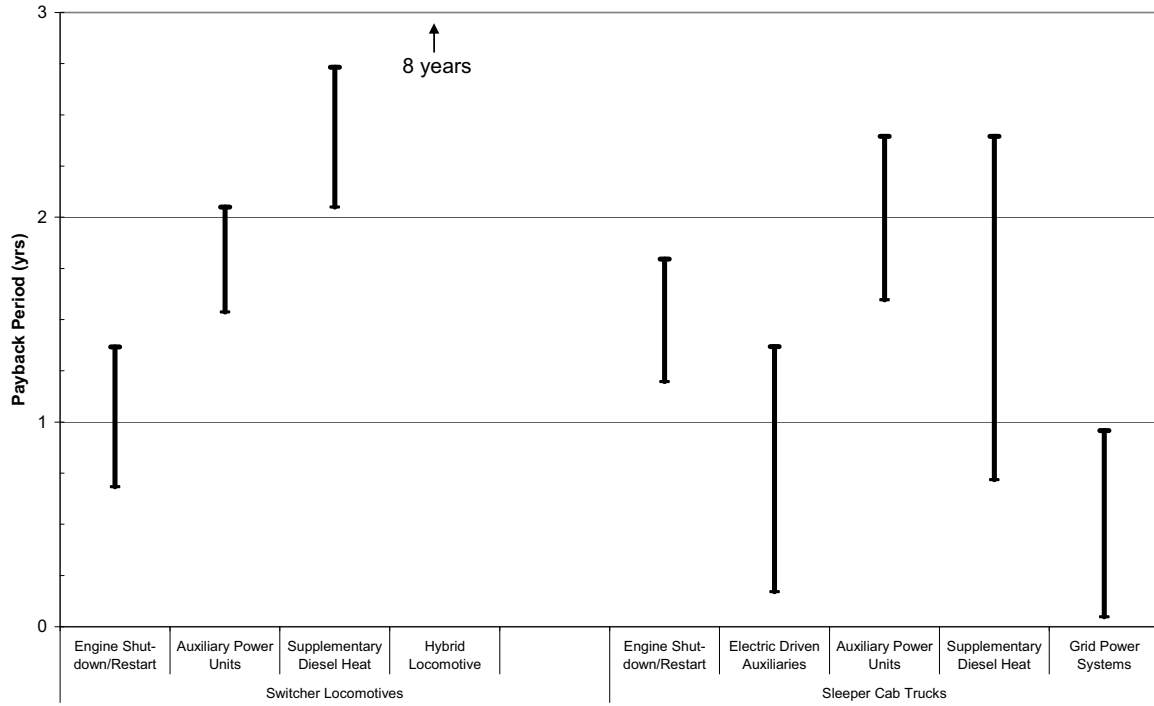 3
8 years
2
1
0
Payback Period (yrs)
Engine Shut-
down/Restart
Auxiliary Power
Units
Supplementary
Diesel Heat
Hybrid
Locomotive
Engine Shut-
down/Restart
Electric Driven
Auxiliaries
Auxiliary Power
Units
Supplementary
Diesel Heat
Grid Power
Systems
Switcher Locomotives
Sleeper Cab Trucks